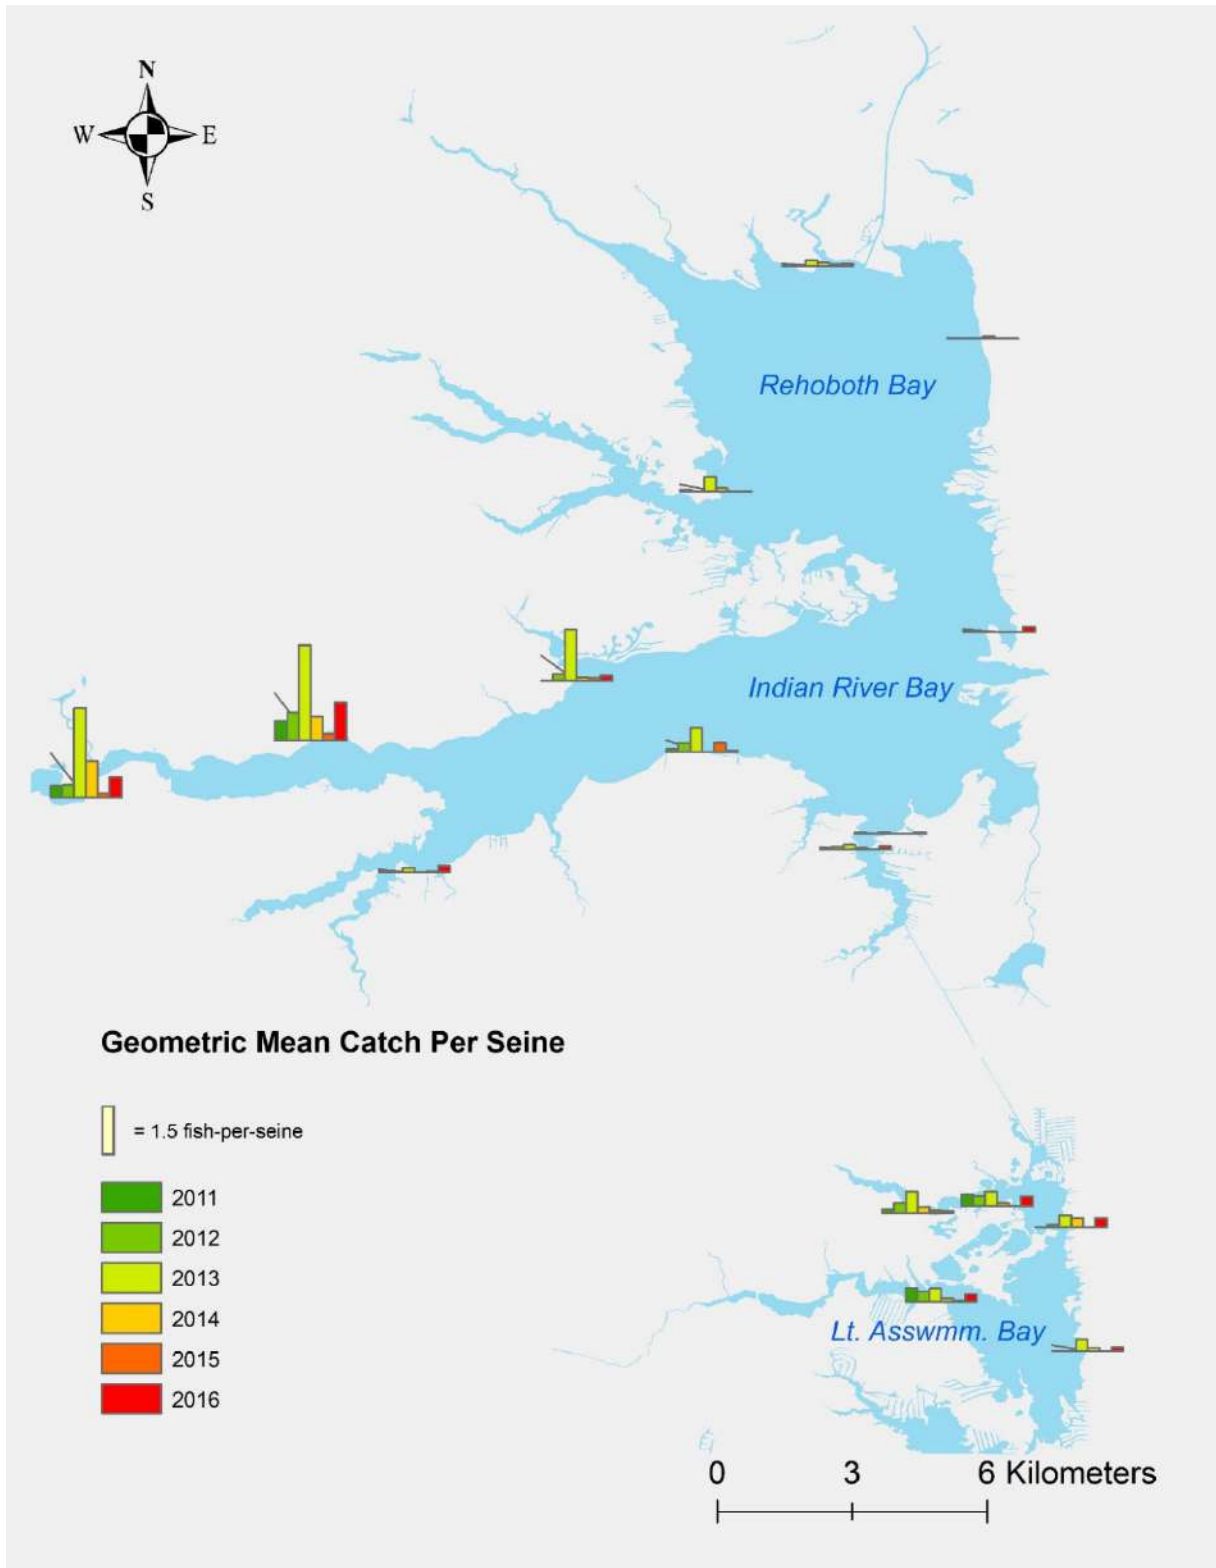 N
W E
S
Rehoboth Bay
Indian River Bay
Geometric Mean Catch Per Seine
= 1.5 fish-per-seine
2011
2012
2013
2014
2015
2016
Lt. Asswmm. Bay
0 3 6 Kilometers